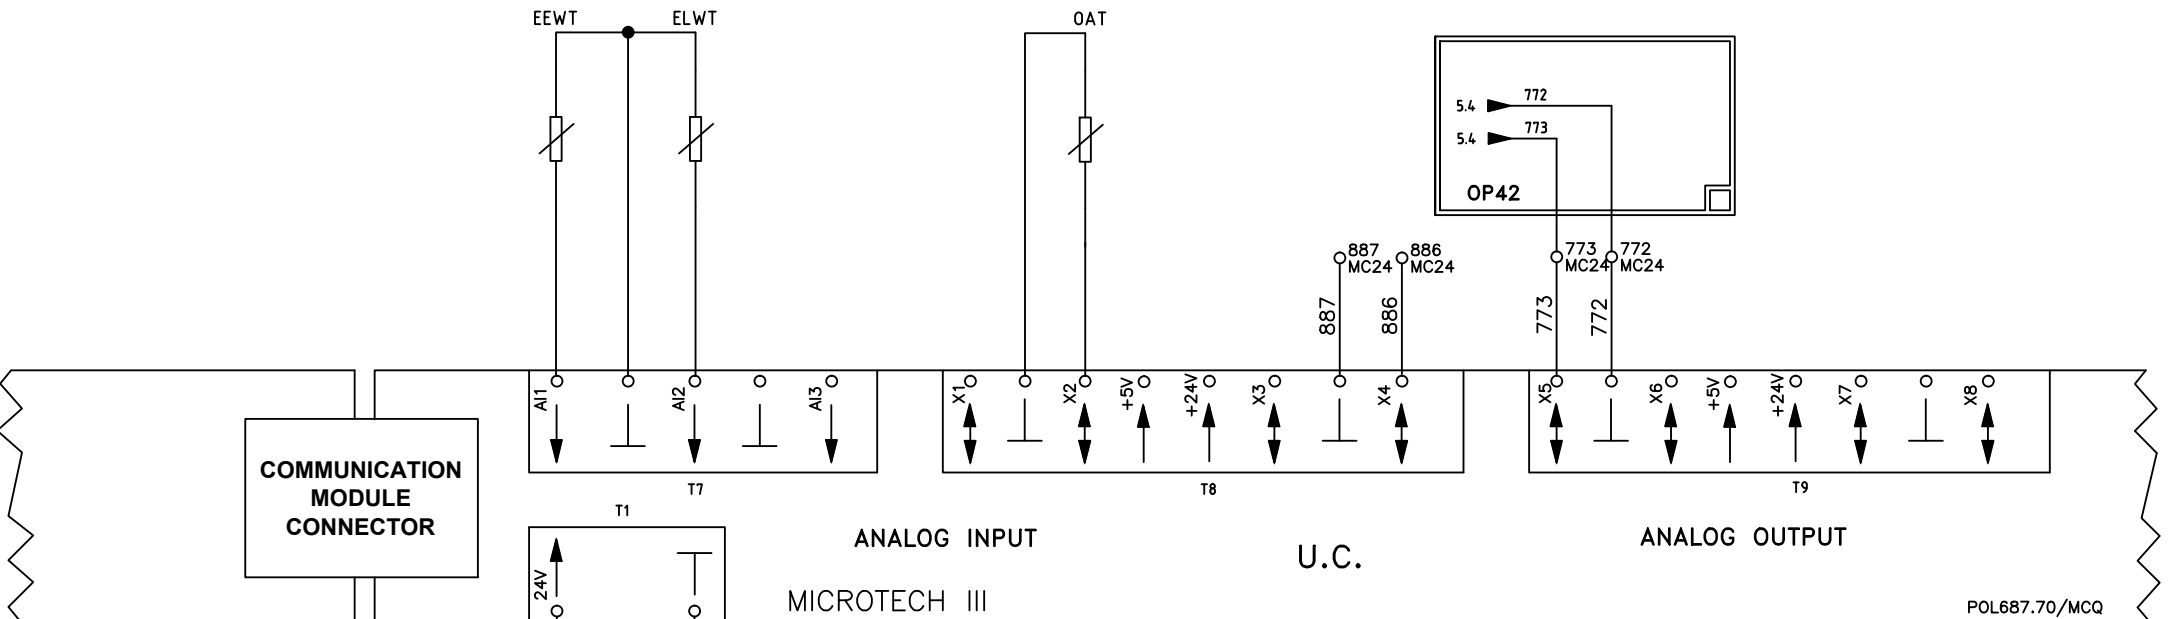 EEWT ELWT OAT
5.4 772
5.4 773
OP42
887 MC24
886 MC24
773 MC24
772 MC24
887 886 773 772
AI1 AI2 AI3
X1 X2 +5V +24V X3 X4
X5 X6 +5V +24V X7 X8
COMMUNICATION
MODULE
CONNECTOR
T7 T8 T9
T1
ANALOG INPUT
ANALOG OUTPUT
U.C.
24V
MICROTECH III
POL687.70/MCQ